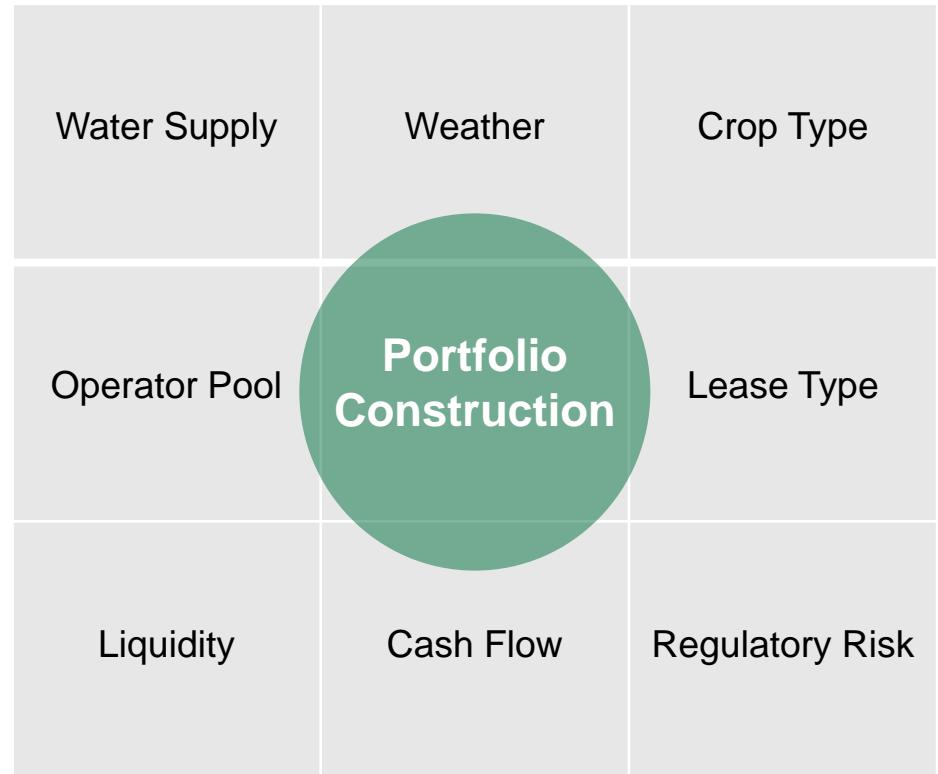 Water Supply
Weather
Crop Type
Operator Pool
Portfolio
Construction
Lease Type
Liquidity
Cash Flow
Regulatory Risk